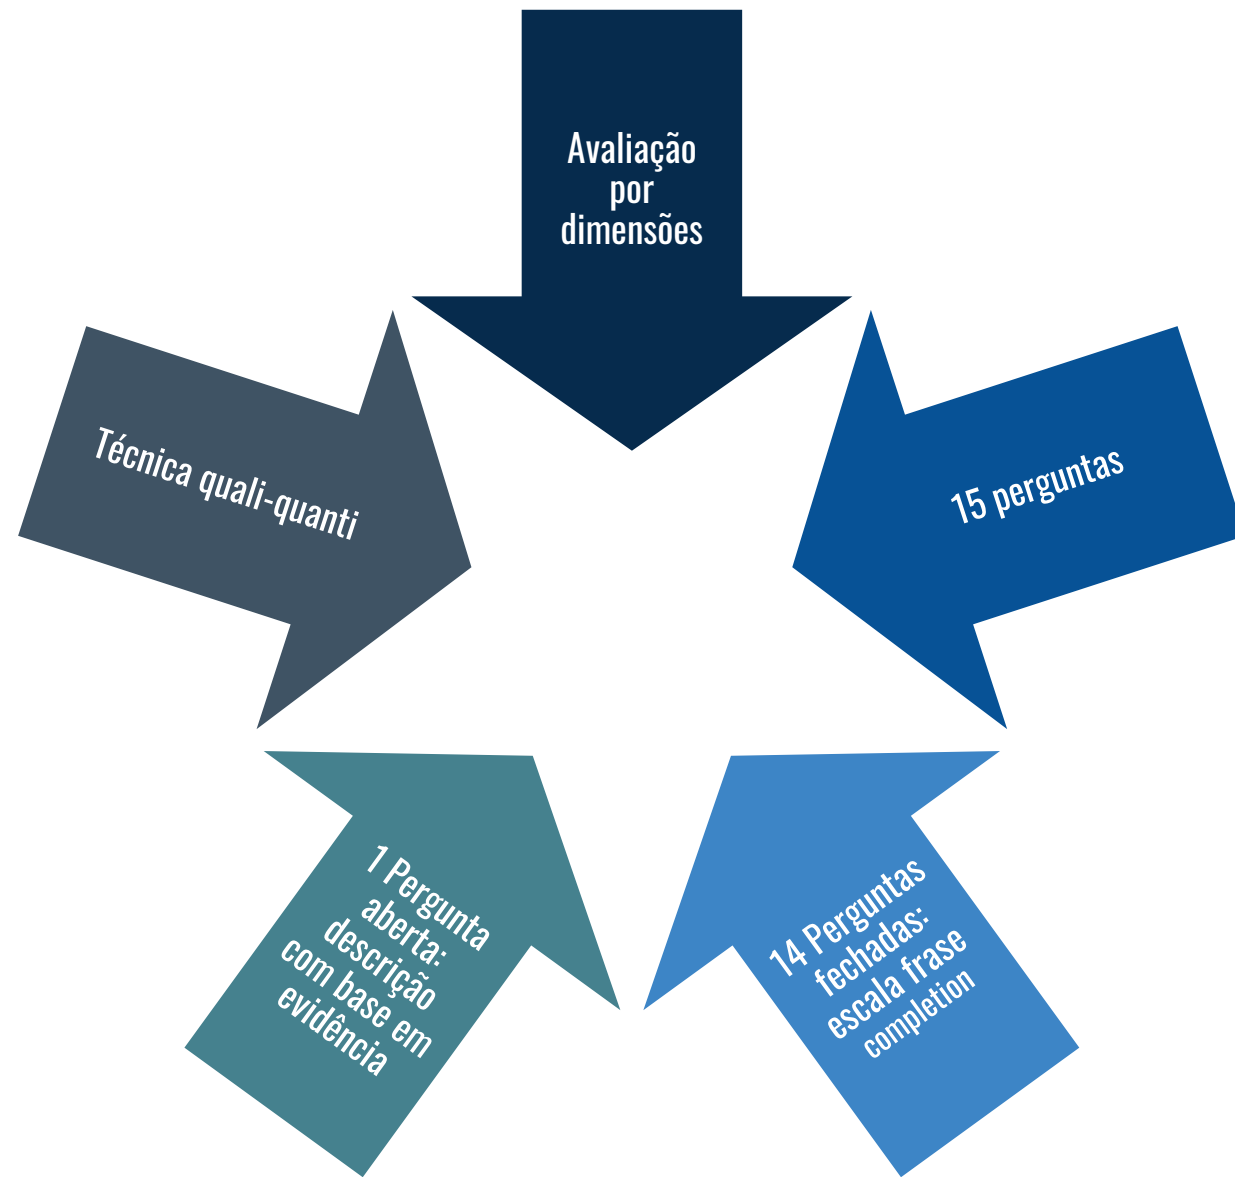 Avaliação
por
dimensões
Técnica quali-quanti
15 perguntas
1 Pergunta
aberta:
descrição
com base em
evidência
14 Perguntas
fechadas:
escala frase
completion